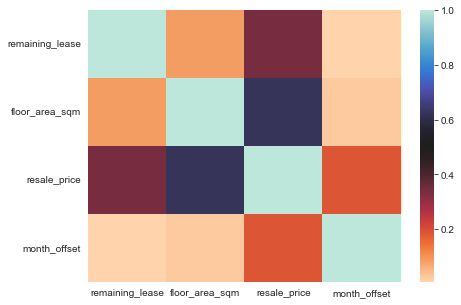 remaining_lease
floor_area_sqm
resale_price
month_offset
remaining_lease floor_area_sqm resale_price month_offset
1.0
0.8
0.6
0.4
0.2